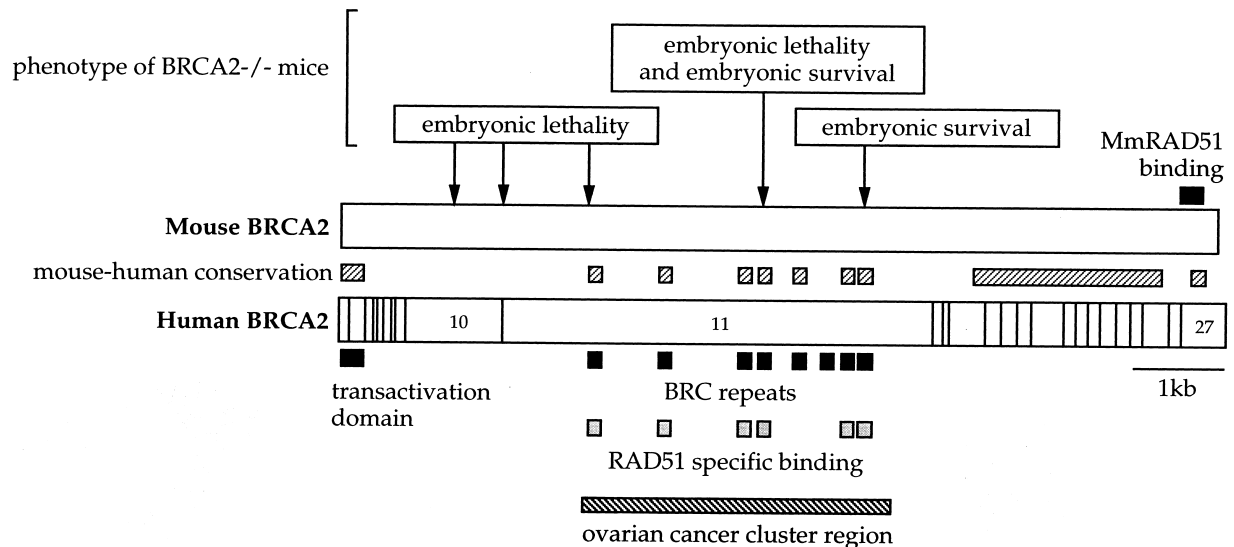 phenotype of BRCA2-/- mice
embryonic lethality
and embryonic survival
embryonic lethality
embryonic survival
MmRAD51
binding
Mouse BRCA2
mouse-human conservation
Human BRCA2
10
11
27
transactivation
domain
BRC repeats
1kb
RAD51 specific binding
ovarian cancer cluster region